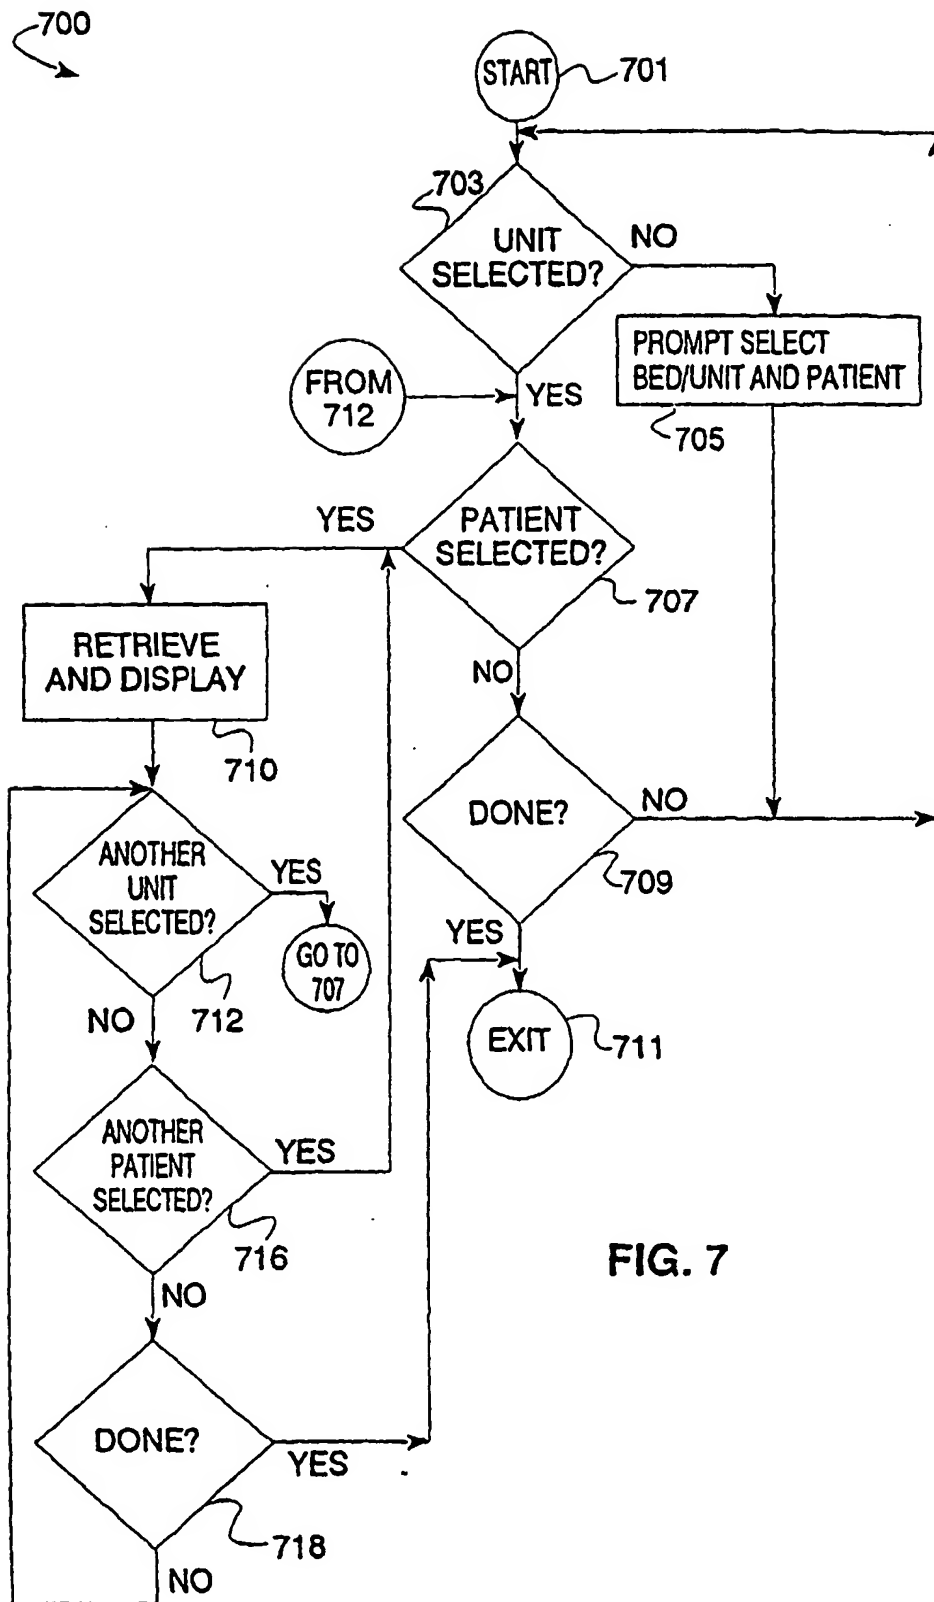 700
START
701
703
UNIT
SELECTED?
NO
PROMPT SELECT
BED/UNIT AND PATIENT
705
FROM
712
YES
YES
PATIENT
SELECTED?
707
RETRIEVE
AND DISPLAY
710
NO
DONE?
NO
709
ANOTHER
UNIT
SELECTED?
YES
GO TO
707
712
NO
YES
EXIT
711
ANOTHER
PATIENT
SELECTED?
YES
716
NO
FIG. 7
DONE?
YES
718
NO